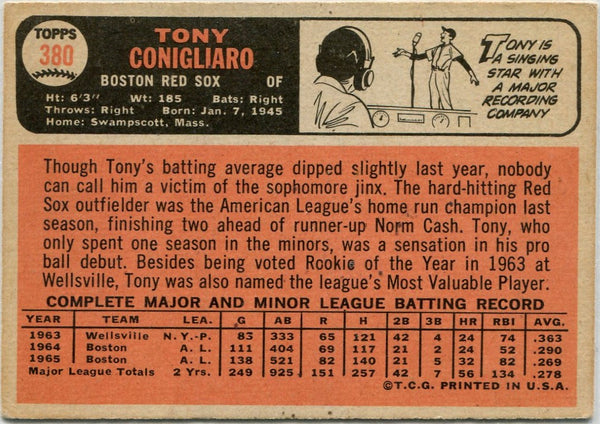 TOPPS
380
TONY
CONIGLIARO
BOSTON RED SOX OF
Ht: 6'3" Wt: 185 Bats: Right
Throws: Right Born: Jan. 7, 1945
Home: Swampscott, Mass.
TONY IS
A SINGING
STAR WITH
A MAJOR
RECORDING
COMPANY
Though Tony's batting average dipped slightly last year, nobody
can call him a victim of the sophomore jinx. The hard-hitting Red
Sox outfielder was the American League's home run champion last
season, finishing two ahead of runner-up Norm Cash. Tony, who
only spent one season in the minors, was a sensation in his pro
ball debut. Besides being voted Rookie of the Year in 1963 at
Wellsville, Tony was also named the league's Most Valuable Player.
COMPLETE MAJOR AND MINOR LEAGUE BATTING RECORD
YEAR TEAM LEA. G AB R H 2B 3B HR RBI AVG.
1963 Wellsville N.Y.-P. 83 333 65 121 42 4 24 74 .363
1964 Boston A. L. 111 404 69 117 21 2 24 52 .290
1965 Boston A. L. 138 521 82 140 21 5 32 82 .269
Major League Totals 2 Yrs. 249 925 151 257 42 7 56 134 .278
©T.C.G. PRINTED IN U.S.A.